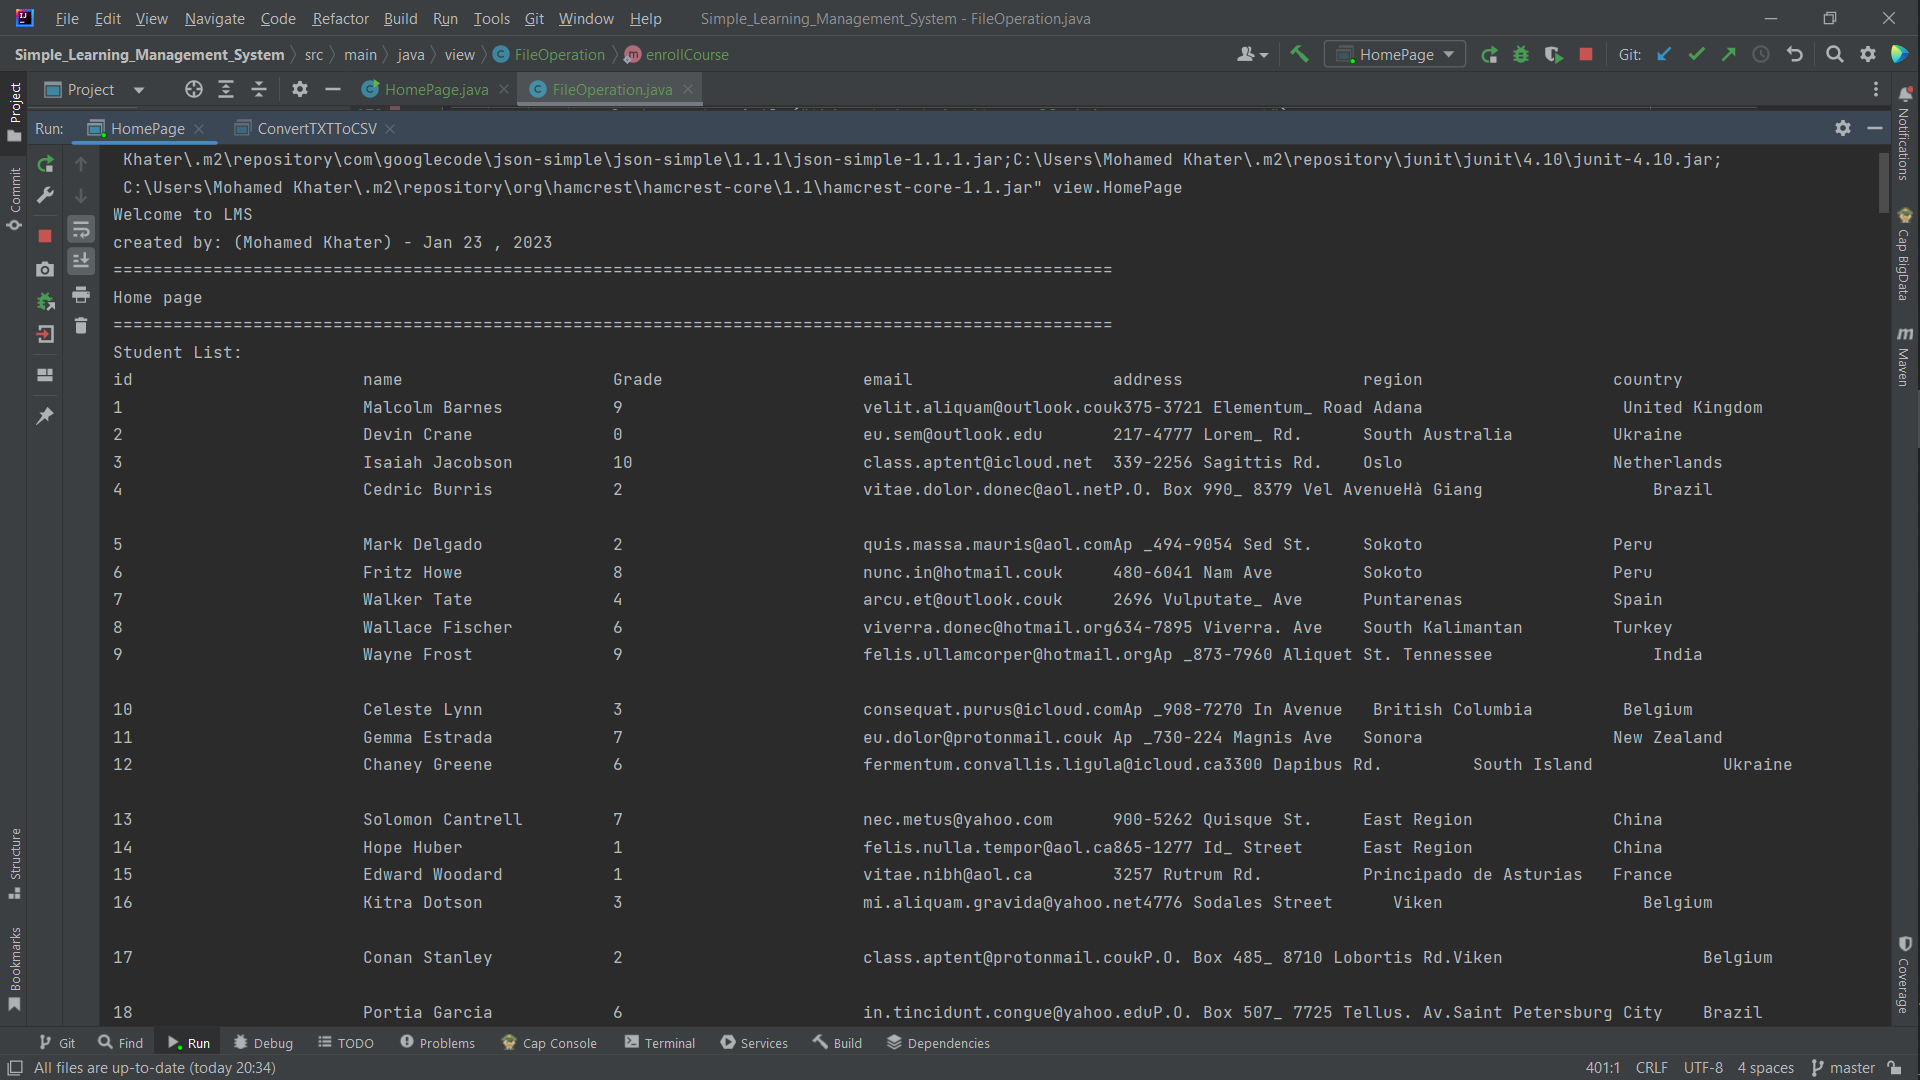 File Edit View Navigate Code Refactor Build Run Tools Git Window Help Simple_Learning_Management_System - FileOperation.java
Simple_Learning_Management_System src main java view FileOperation enrollCourse HomePage Git:
Project HomePage.java FileOperation.java
Run: HomePage ConvertTXTToCSV
Khater\.m2\repository\com\googlecode\json-simple\json-simple\1.1.1\json-simple-1.1.1.jar;C:\Users\Mohamed Khater\.m2\repository\junit\junit\4.10\junit-4.10.jar;
C:\Users\Mohamed Khater\.m2\repository\org\hamcrest\hamcrest-core\1.1\hamcrest-core-1.1.jar" view.HomePage
Welcome to LMS
created by: (Mohamed Khater) - Jan 23 , 2023
====================================================================================================
Home page
====================================================================================================
Student List:
id name Grade email address region country
1 Malcolm Barnes 9 velit.aliquam@outlook.couk375-3721 Elementum_ Road Adana United Kingdom
2 Devin Crane 0 eu.sem@outlook.edu 217-4777 Lorem_ Rd. South Australia Ukraine
3 Isaiah Jacobson 10 class.aptent@icloud.net 339-2256 Sagittis Rd. Oslo Netherlands
4 Cedric Burris 2 vitae.dolor.donec@aol.netP.O. Box 990_ 8379 Vel AvenueHà Giang Brazil
5 Mark Delgado 2 quis.massa.mauris@aol.comAp _494-9054 Sed St. Sokoto Peru
6 Fritz Howe 8 nunc.in@hotmail.couk 480-6041 Nam Ave Sokoto Peru
7 Walker Tate 4 arcu.et@outlook.couk 2696 Vulputate_ Ave Puntarenas Spain
8 Wallace Fischer 6 viverra.donec@hotmail.org634-7895 Viverra. Ave South Kalimantan Turkey
9 Wayne Frost 9 felis.ullamcorper@hotmail.orgAp _873-7960 Aliquet St. Tennessee India
10 Celeste Lynn 3 consequat.purus@icloud.comAp _908-7270 In Avenue British Columbia Belgium
11 Gemma Estrada 7 eu.dolor@protonmail.couk Ap _730-224 Magnis Ave Sonora New Zealand
12 Chaney Greene 6 fermentum.convallis.ligula@icloud.ca3300 Dapibus Rd. South Island Ukraine
13 Solomon Cantrell 7 nec.metus@yahoo.com 900-5262 Quisque St. East Region China
14 Hope Huber 1 felis.nulla.tempor@aol.ca865-1277 Id_ Street East Region China
15 Edward Woodard 1 vitae.nibh@aol.ca 3257 Rutrum Rd. Principado de Asturias France
16 Kitra Dotson 3 mi.aliquam.gravida@yahoo.net4776 Sodales Street Viken Belgium
17 Conan Stanley 2 class.aptent@protonmail.coukP.O. Box 485_ 8710 Lobortis Rd.Viken Belgium
18 Portia Garcia 6 in.tincidunt.congue@yahoo.eduP.O. Box 507_ 7725 Tellus. Av.Saint Petersburg City Brazil
Project
Commit
Structure
Bookmarks
Notifications
Cap BigData
Maven
Coverage
Git Find Run Debug TODO Problems Cap Console Terminal Services Build Dependencies
All files are up-to-date (today 20:34) 401:1 CRLF UTF-8 4 spaces master